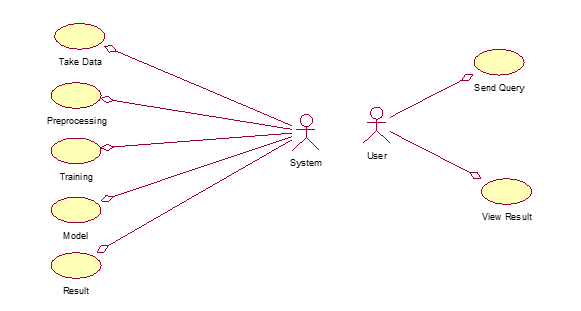 Take Data
Preprocessing
Training
Model
Result
System
User
Send Query
View Result